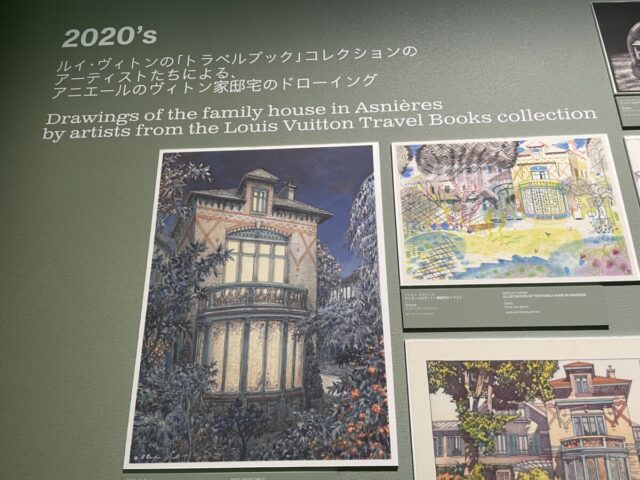 2020's
ルイ・ヴィトンの「トラベルブック」コレクションの
アーティストたちによる、
アニエールのヴィトン家邸宅のドローイング
Drawings of the family house in Asnières
by artists from the Louis Vuitton Travel Books collection
ILLUSTRATION OF THE FAMILY HOME IN ASNIÈRES